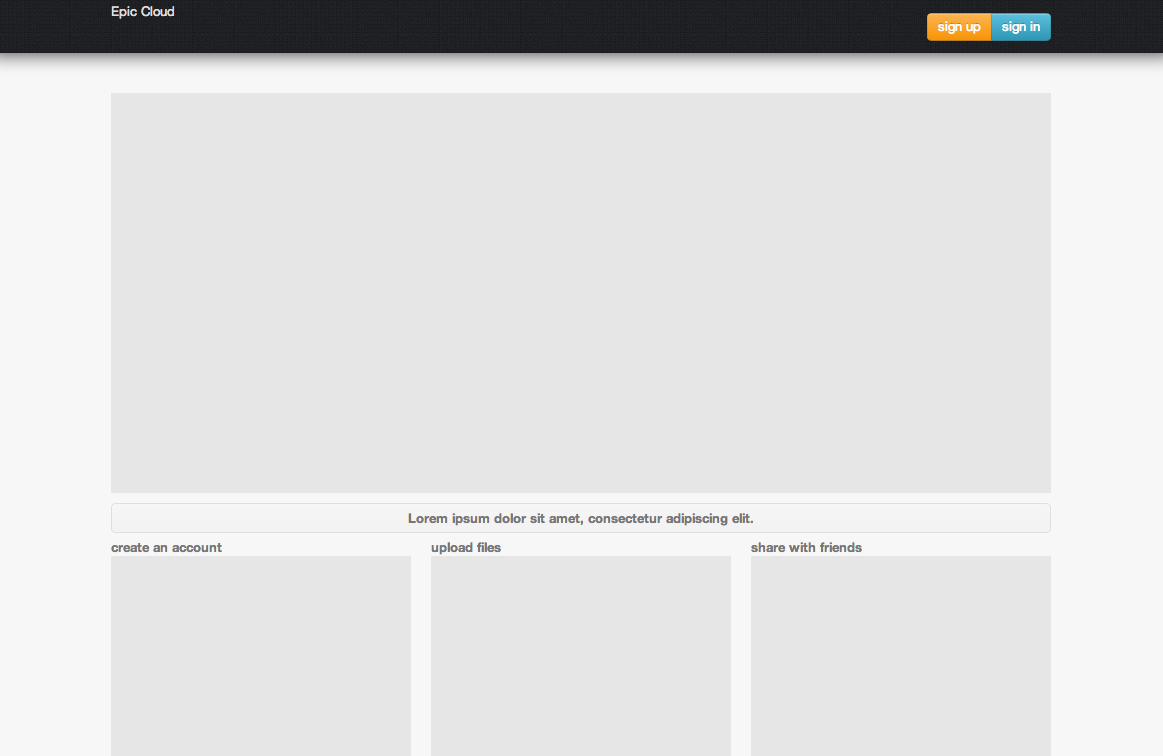 Epic Cloud
sign up sign in
Lorem ipsum dolor sit amet, consectetur adipiscing elit.
create an account
upload files
share with friends